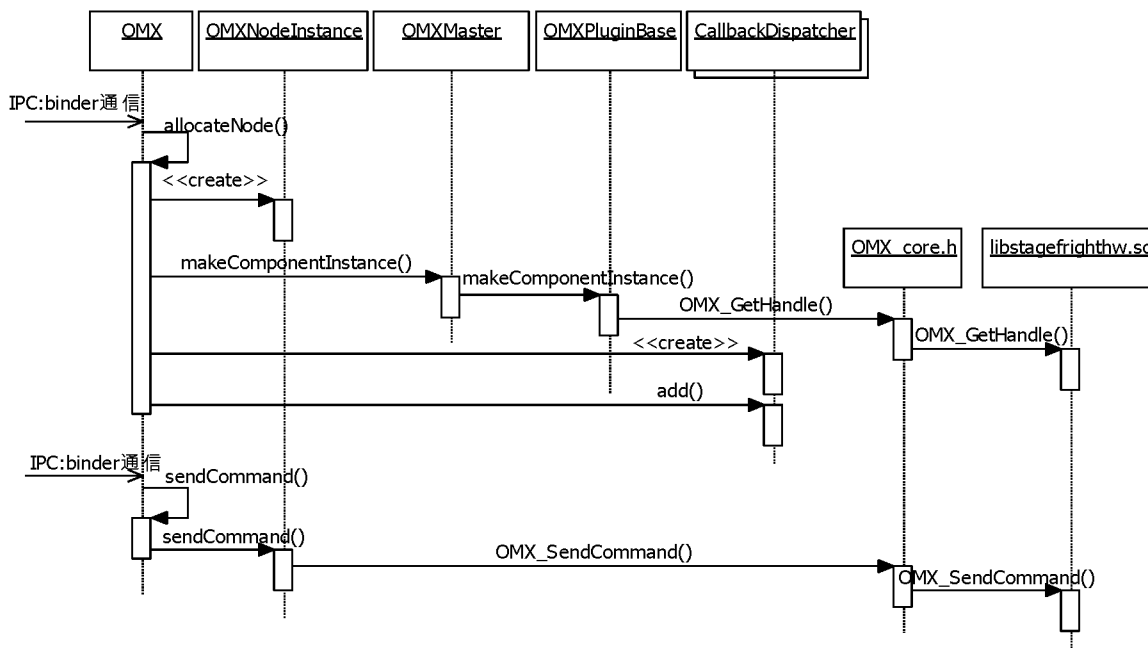 OMX
OMXNodeInstance
OMXMaster
OMXPluginBase
CallbackDispatcher
IPC:binder通信
allocateNode()
<<create>>
OMX_core.h
libstagefrighthw.so
makeComponentInstance()
makeComponentInstance()
OMX_GetHandle()
OMX_GetHandle()
<<create>>
add()
IPC:binder通信
sendCommand()
sendCommand()
OMX_SendCommand()
OMX_SendCommand()